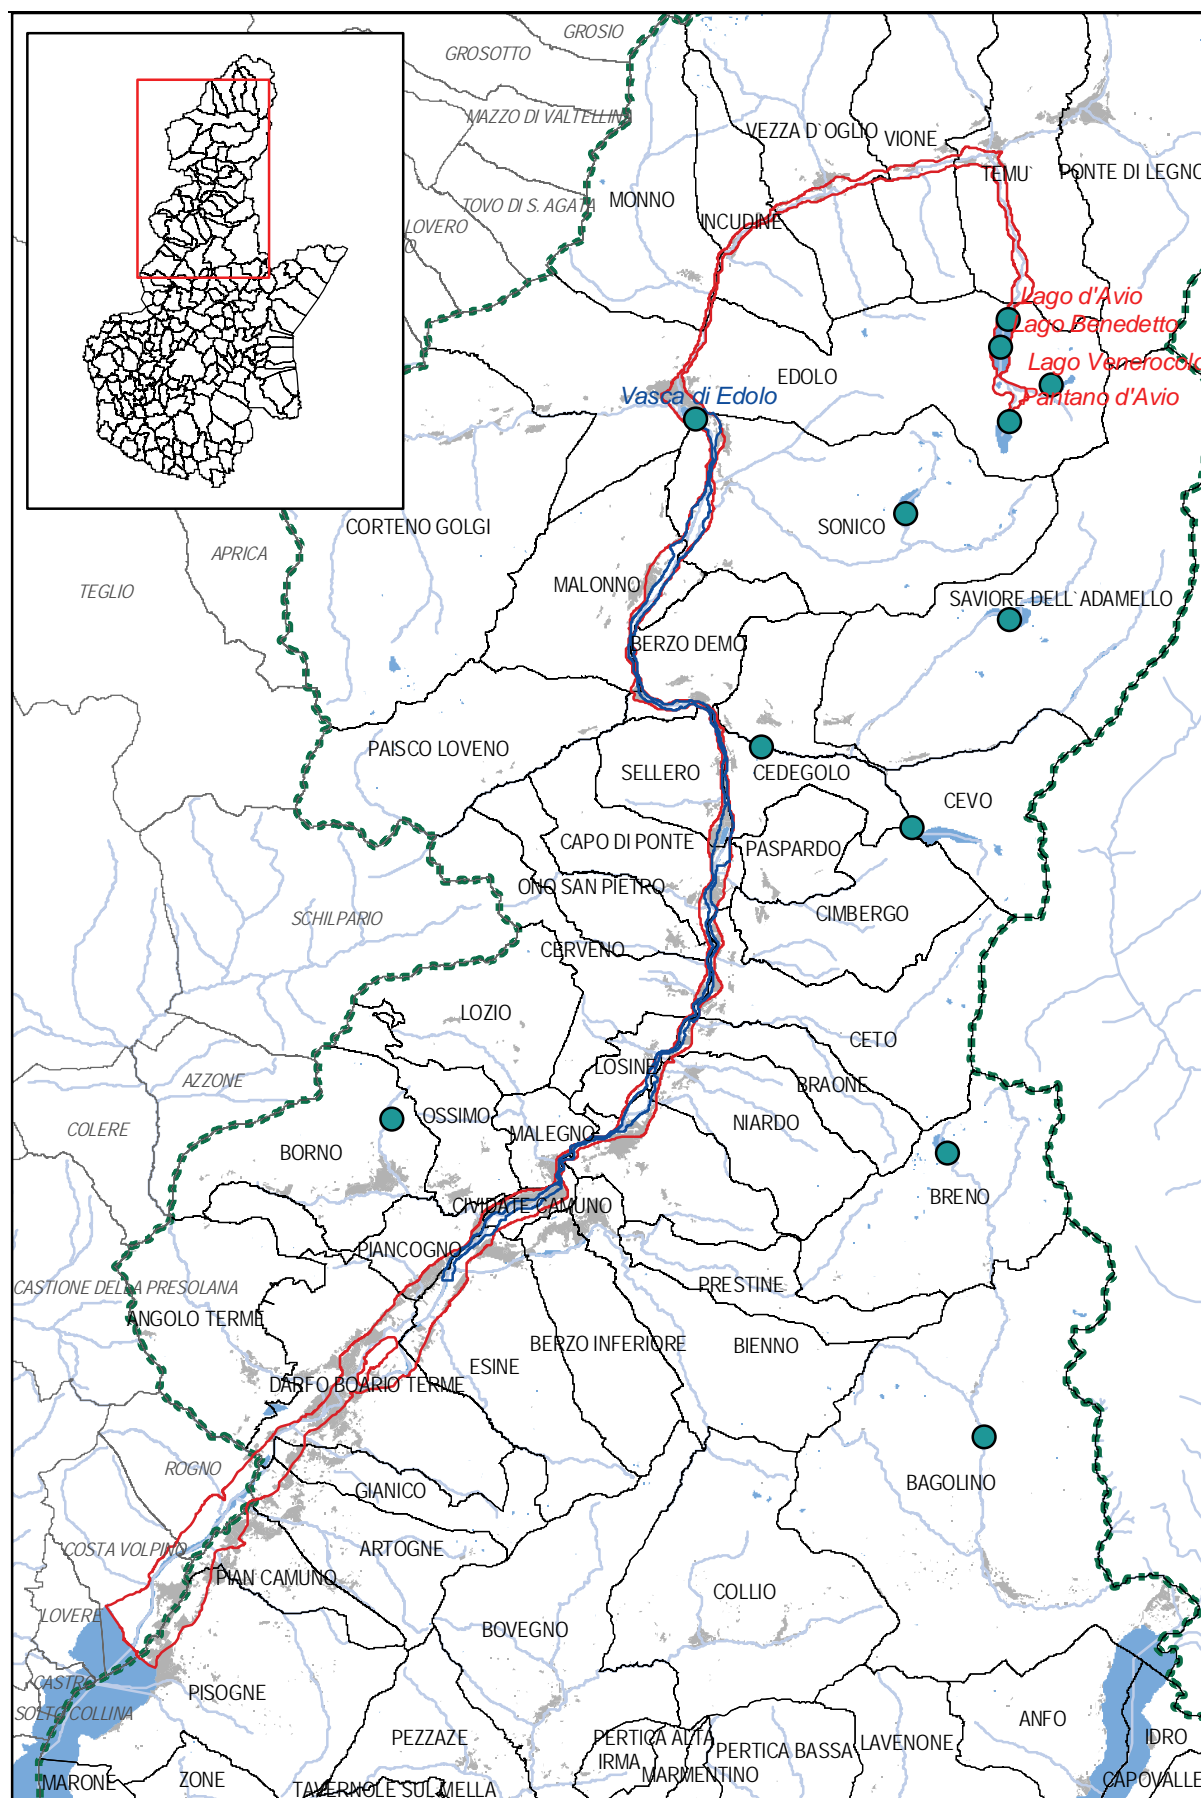 GROSIO
GROSOTTO
MAZZO DI VALTELLINA
VEZZA D`OGLIO
VIONE
TEMU`
PONTE DI LEGNO
MONNO
TOVO DI S. AGATA
LOVERO
O
INCUDINE
Lago d'Avio
Lago Benedetto
Lago Venerocolo
Pantano d'Avio
EDOLO
Vasca di Edolo
CORTENO GOLGI
SONICO
APRICA
TEGLIO
MALONNO
SAVIORE DELL`ADAMELLO
BERZO DEMO
PAISCO LOVENO
SELLERO
CEDEGOLO
CEVO
CAPO DI PONTE
PASPARDO
ONO SAN PIETRO
CIMBERGO
SCHILPARIO
CERVENO
LOZIO
CETO
LOSINE
BRAONE
AZZONE
OSSIMO
NIARDO
COLERE
MALEGNO
BORNO
BRENO
CIVIDATE CAMUNO
PIANCOGNO
CASTIONE DELLA PRESOLANA
PRESTINE
ANGOLO TERME
BERZO INFERIORE
BIENNO
ESINE
DARFO BOARIO TERME
ROGNO
BAGOLINO
GIANICO
COSTA VOLPINO
ARTOGNE
PIAN CAMUNO
COLLIO
LOVERE
BOVEGNO
CASTRO
PISOGNE
SOLTO COLLINA
ANFO
PEZZAZE
PERTICA ALTA
LAVENONE
IDRO
PERTICA BASSA
IRMA
MARMENTINO
MARONE
ZONE
TAVERNOLE SUL MELLA
CAPOVALLE